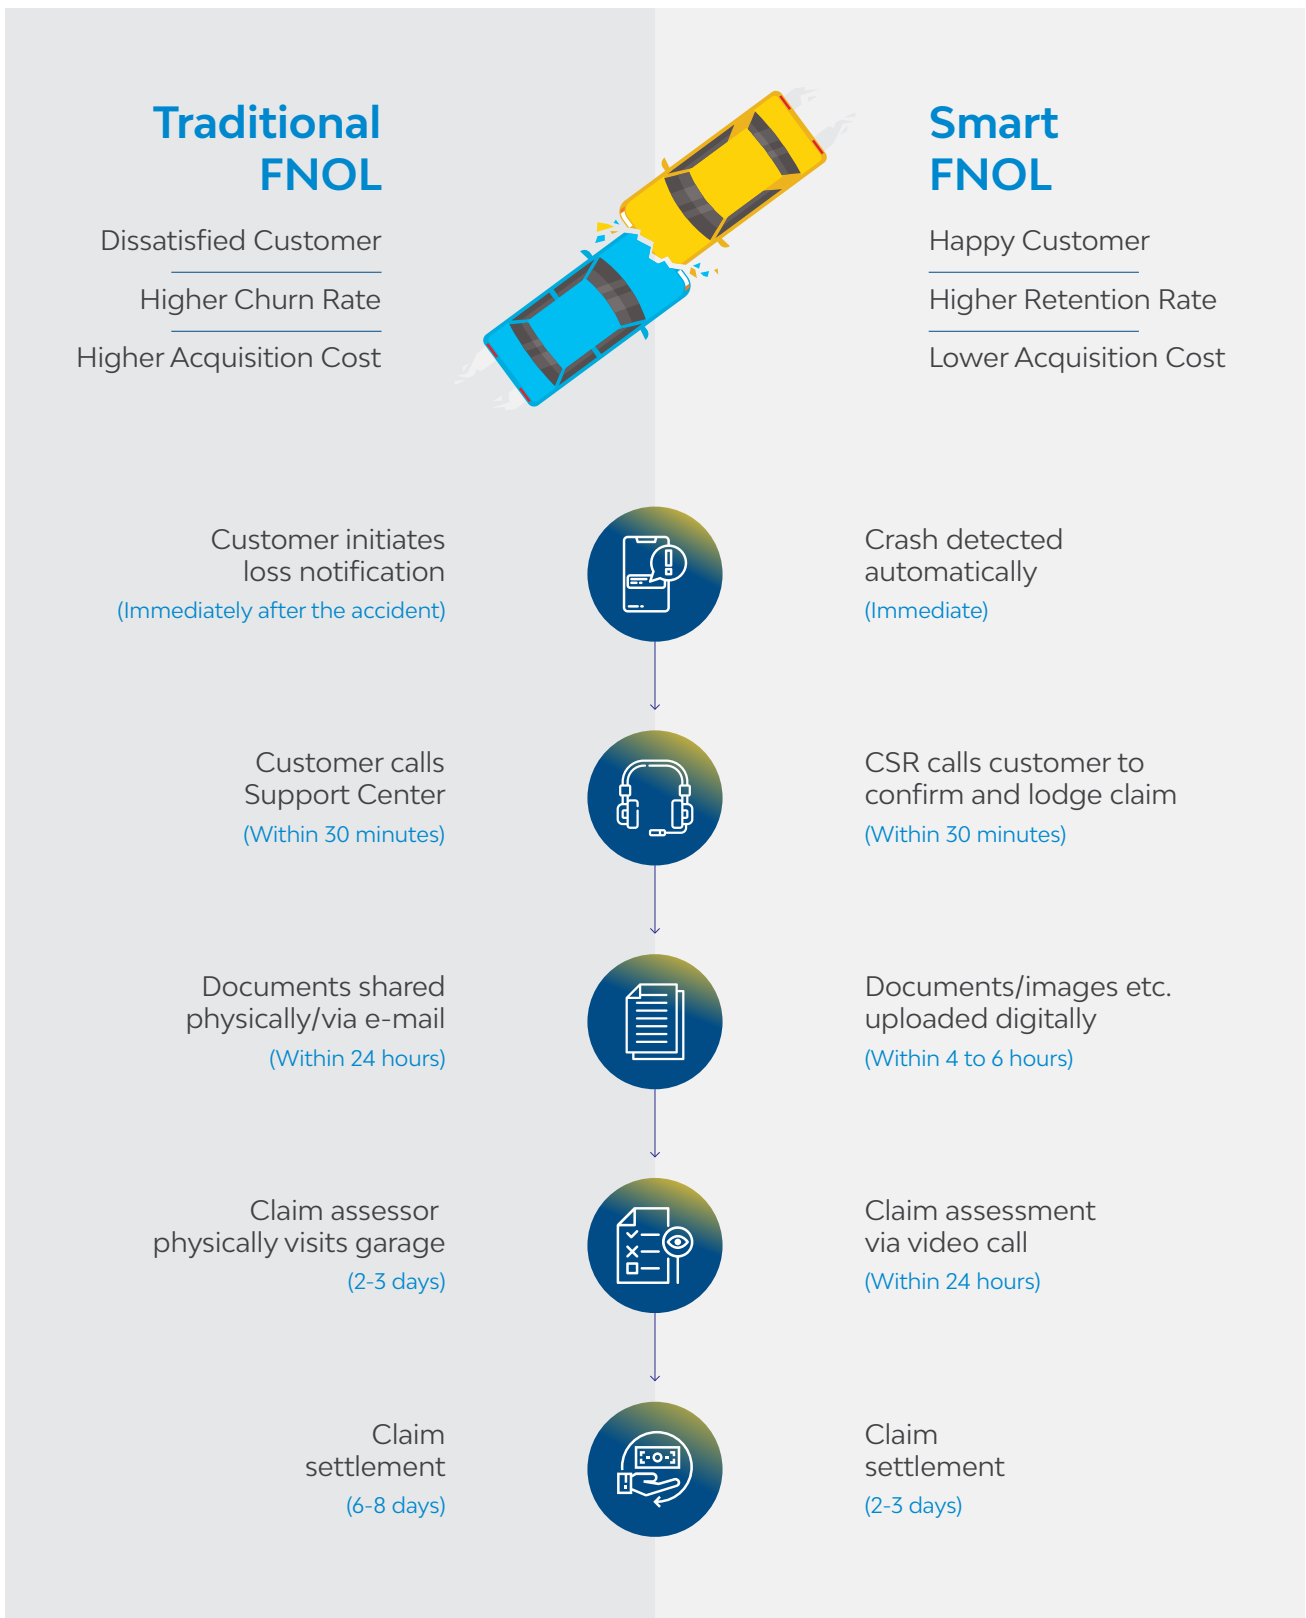 Traditional
FNOL
Dissatisfied Customer
Higher Churn Rate
Higher Acquisition Cost
Smart
FNOL
Happy Customer
Higher Retention Rate
Lower Acquisition Cost
Customer initiates
loss notification
(Immediately after the accident)
Crash detected
automatically
(Immediate)
Customer calls
Support Center
(Within 30 minutes)
CSR calls customer to
confirm and lodge claim
(Within 30 minutes)
Documents shared
physically/via e-mail
(Within 24 hours)
Documents/images etc.
uploaded digitally
(Within 4 to 6 hours)
Claim assessor
physically visits garage
(2-3 days)
Claim assessment
via video call
(Within 24 hours)
Claim
settlement
(6-8 days)
Claim
settlement
(2-3 days)